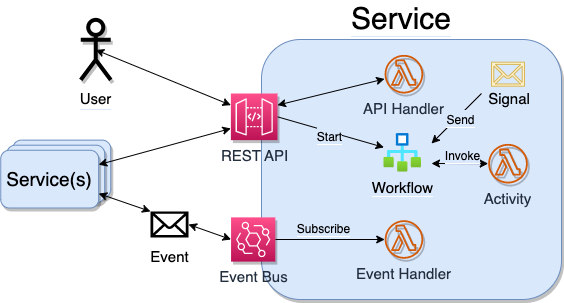 Service
User
API Handler
Signal
Send
Start
REST API
Invoke
Service(s)
Workflow
Activity
Subscribe
Event
Event Bus
Event Handler